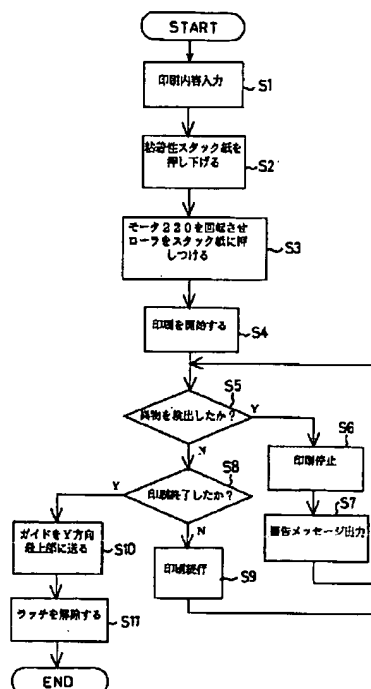 START
印刷内容入力
S1
粘着性スタック紙を
押し下げる
S2
モータ220を回転させ
ローラをスタック紙に押
しつける
S3
印刷を開始する
S4
異物を検出したか?
S5
Y
N
印刷停止
S6
警告メッセージ出力
S7
印刷終了したか?
S8
Y
N
印刷続行
S9
ガイドをY方向
最上部に送る
S10
ラッチを解除する
S11
END